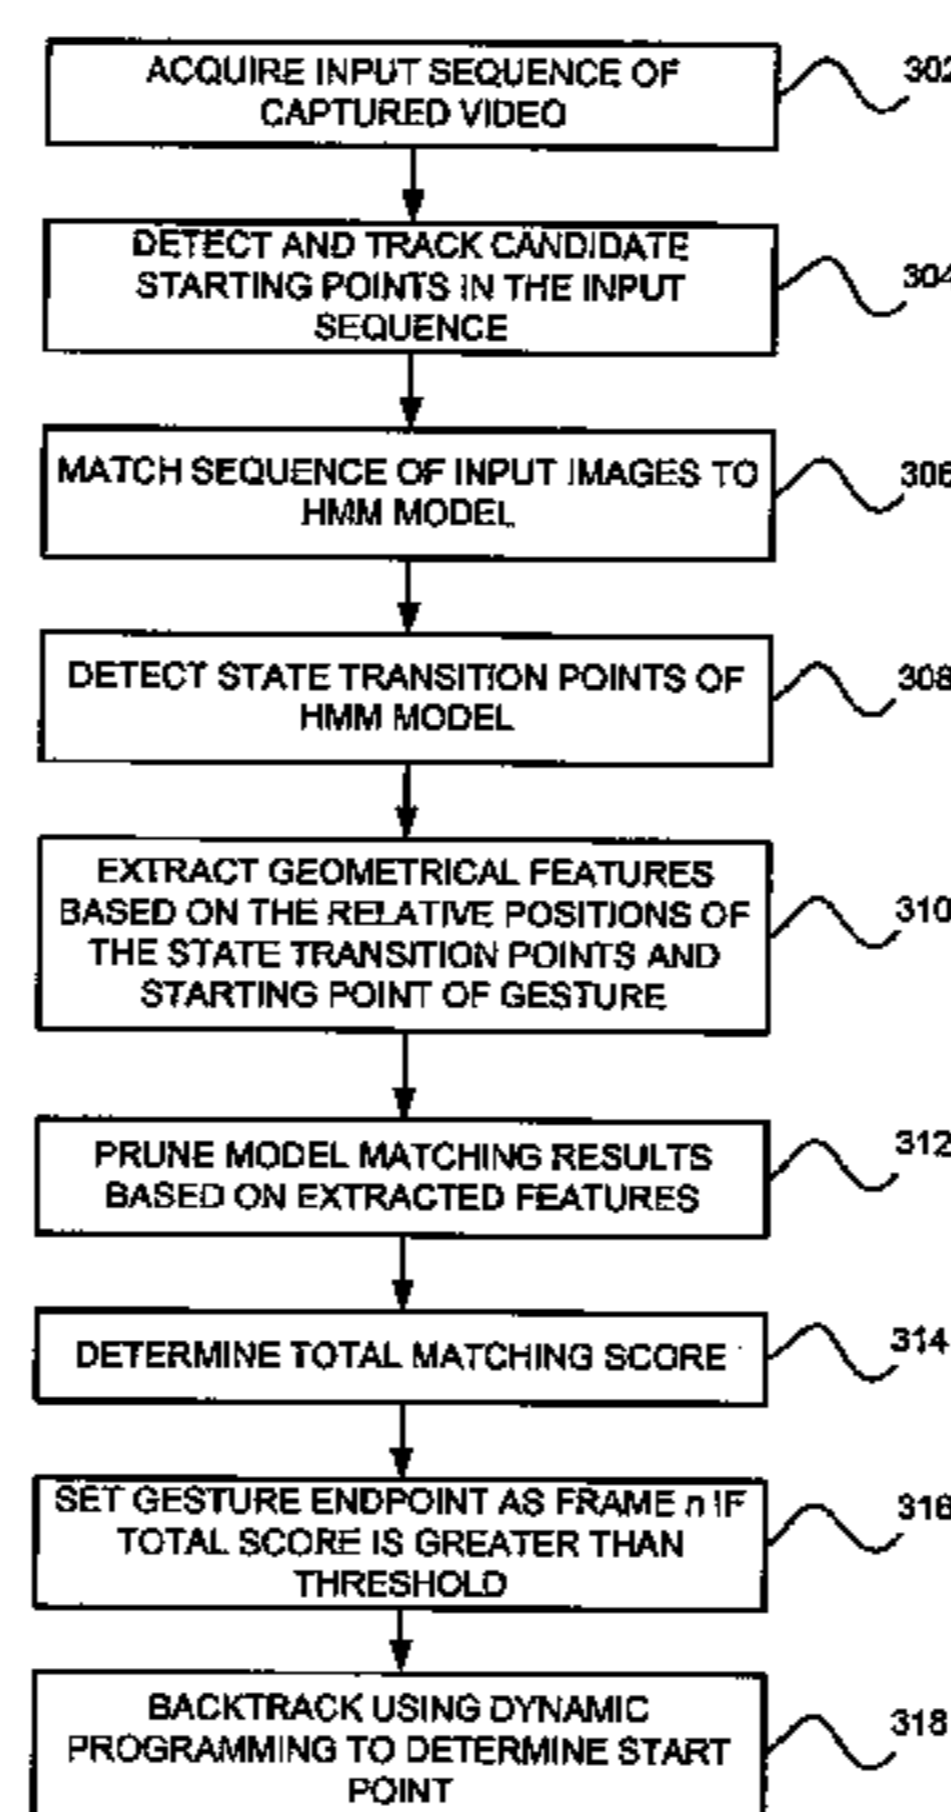 ACQUIRE INPUT SEQUENCE OF
CAPTURED VIDEO
302
DETECT AND TRACK CANDIDATE
STARTING POINTS IN THE INPUT
SEQUENCE
304
MATCH SEQUENCE OF INPUT IMAGES TO
HMM MODEL
306
DETECT STATE TRANSITION POINTS OF
HMM MODEL
308
EXTRACT GEOMETRICAL FEATURES
BASED ON THE RELATIVE POSITIONS OF
THE STATE TRANSITION POINTS AND
STARTING POINT OF GESTURE
310
PRUNE MODEL MATCHING RESULTS
BASED ON EXTRACTED FEATURES
312
DETERMINE TOTAL MATCHING SCORE
314
SET GESTURE ENDPOINT AS FRAME n IF
TOTAL SCORE IS GREATER THAN
THRESHOLD
316
BACKTRACK USING DYNAMIC
PROGRAMMING TO DETERMINE START
POINT
318